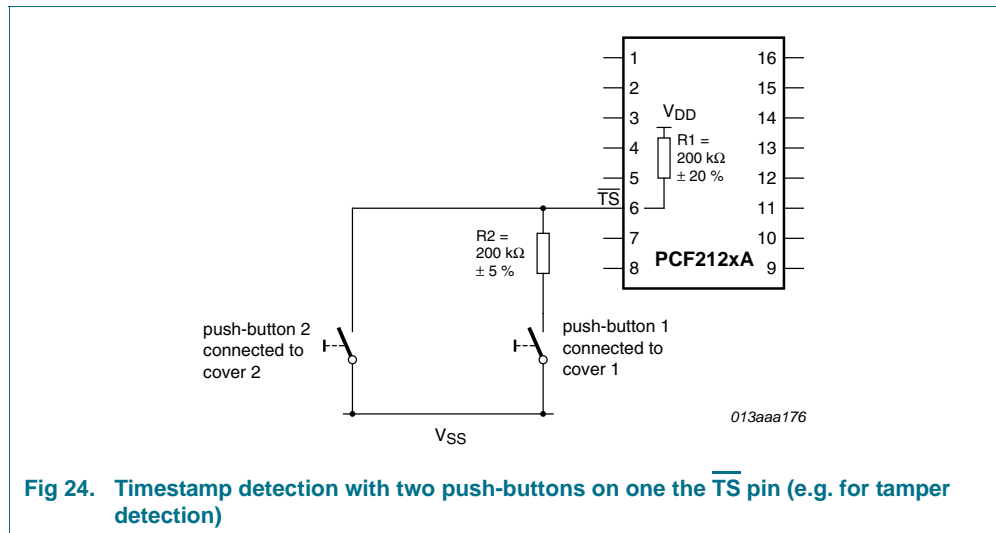 1
2
3
4
5
6
7
8
16
15
14
13
12
11
10
9
VDD
R1 =
200 kΩ
± 20 %
TS
PCF212xA
R2 =
200 kΩ
± 5 %
push-button 2
connected to
cover 2
push-button 1
connected to
cover 1
VSS
013aaa176
Fig 24. Timestamp detection with two push-buttons on one the TS pin (e.g. for tamper
detection)